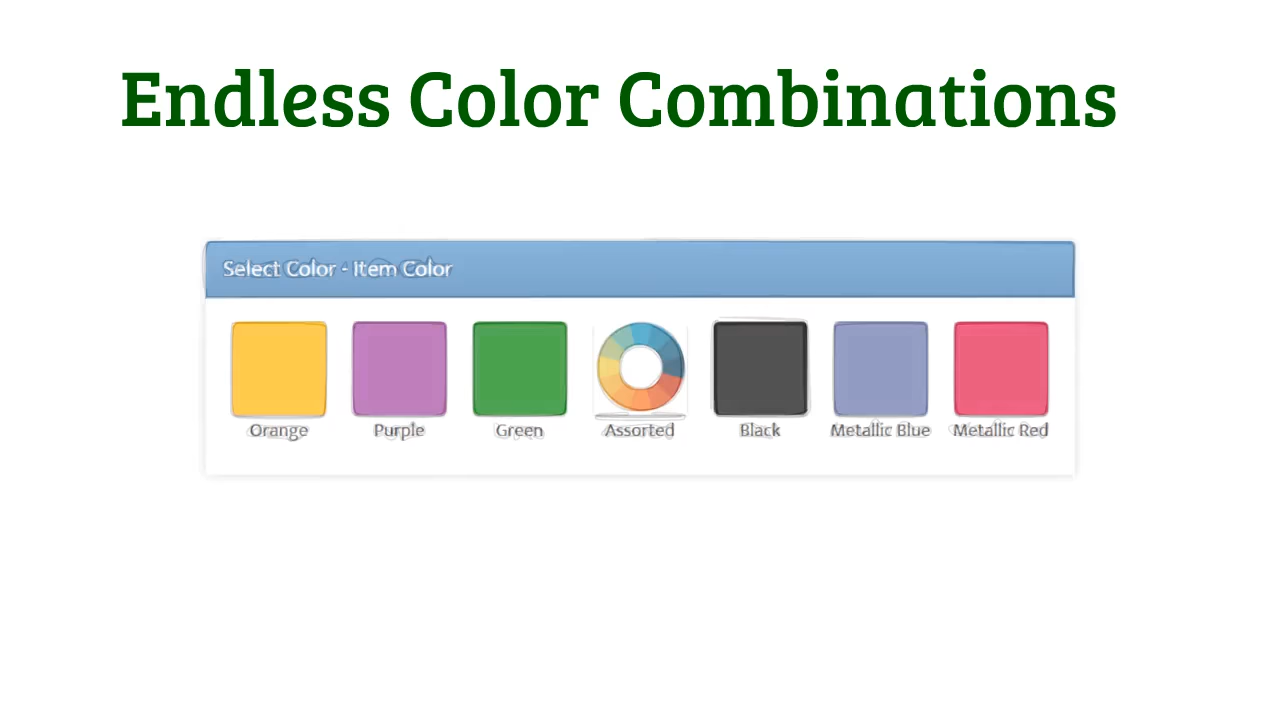 Endless Color Combinations
Select Color - Item Color
Orange
Purple
Green
Assorted
Black
Metallic Blue
Metallic Red